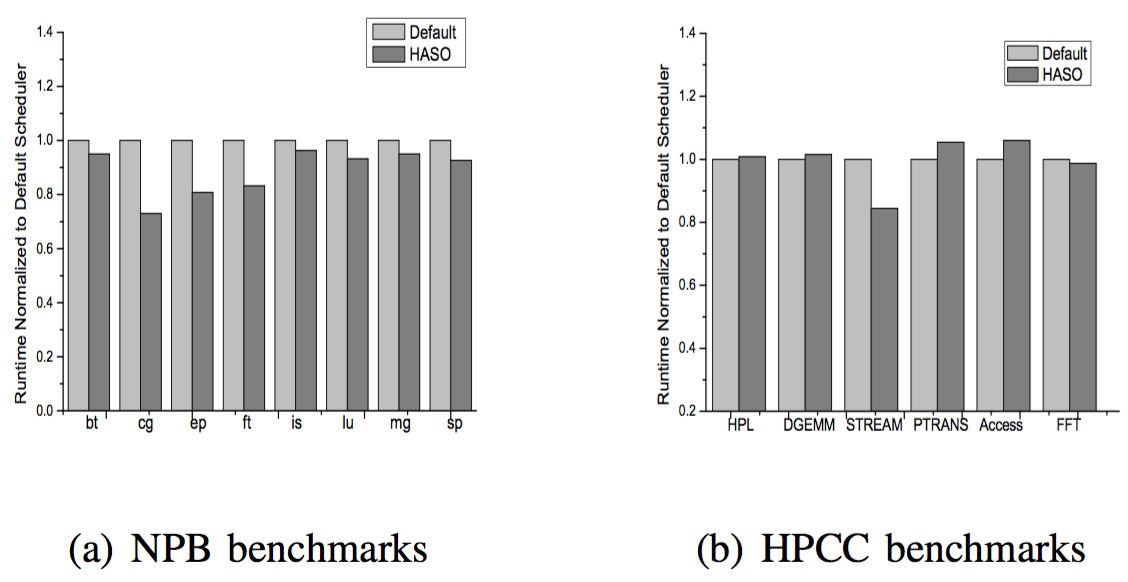 Runtime Normalized to Default Scheduler
1.4
1.2
1.0
0.8
0.6
0.4
0.2
0.0
Default
HASO
bt cg ep ft is lu mg sp
(a) NPB benchmarks
Runtime Normalized to Default Scheduler
1.4
1.2
1.0
0.8
0.6
0.4
0.2
Default
HASO
HPL DGEMM STREAM PTRANS Access FFT
(b) HPCC benchmarks